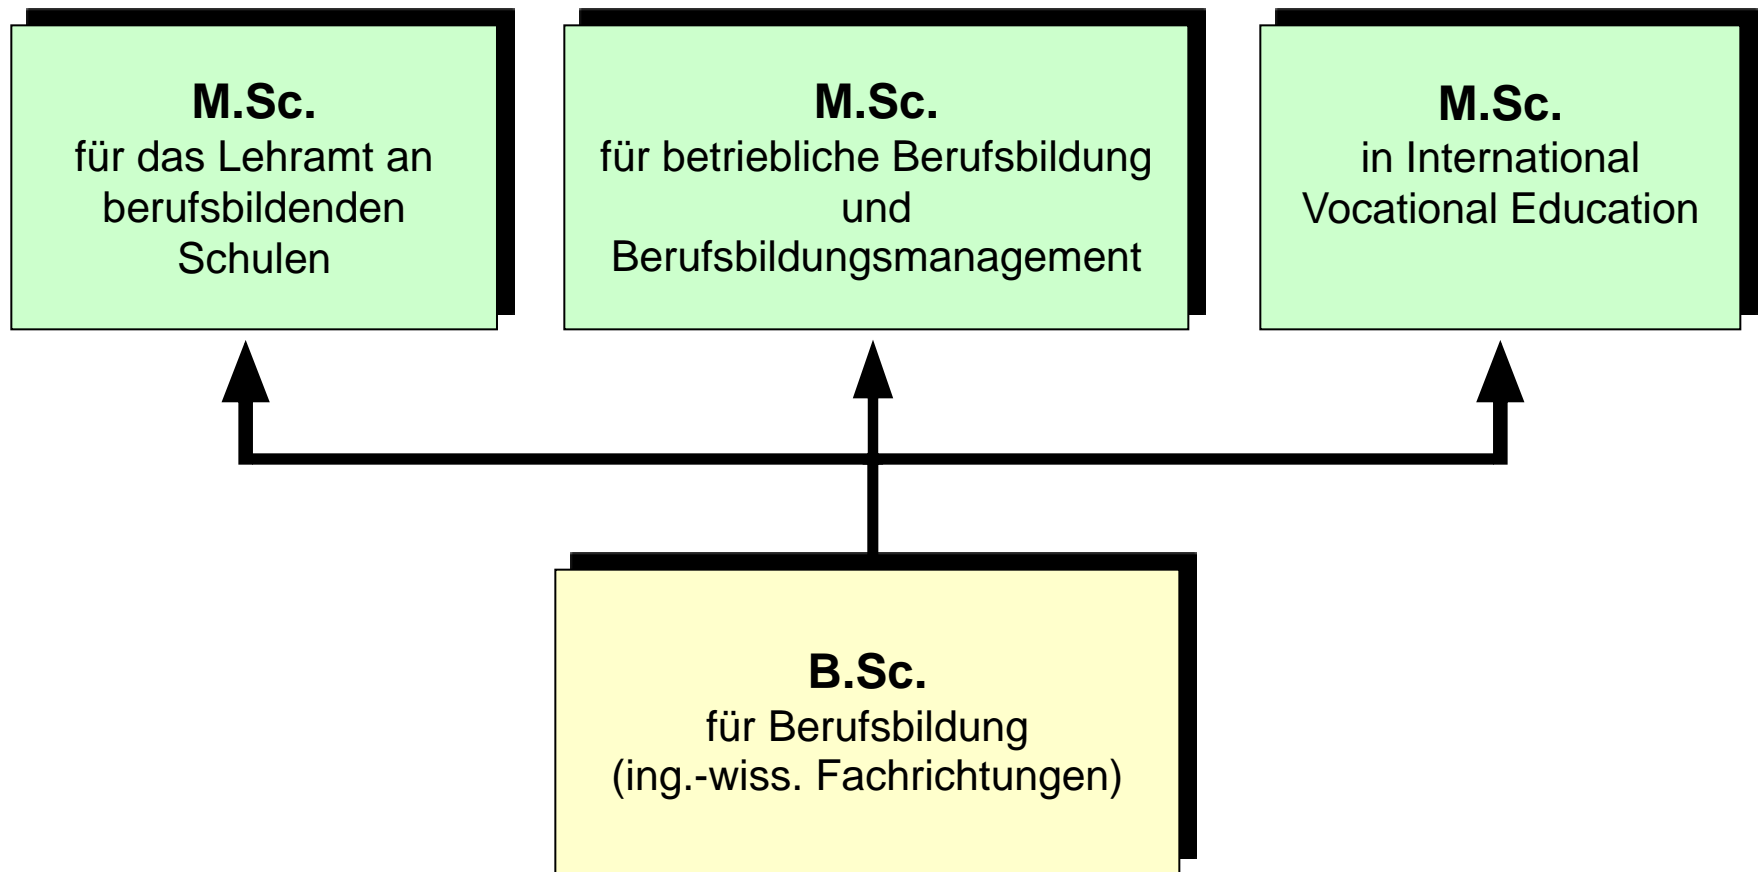 M.Sc.
für das Lehramt an
berufsbildenden
Schulen
M.Sc.
für betriebliche Berufsbildung
und
Berufsbildungsmanagement
M.Sc.
in International
Vocational Education
B.Sc.
für Berufsbildung
(ing.-wiss. Fachrichtungen)